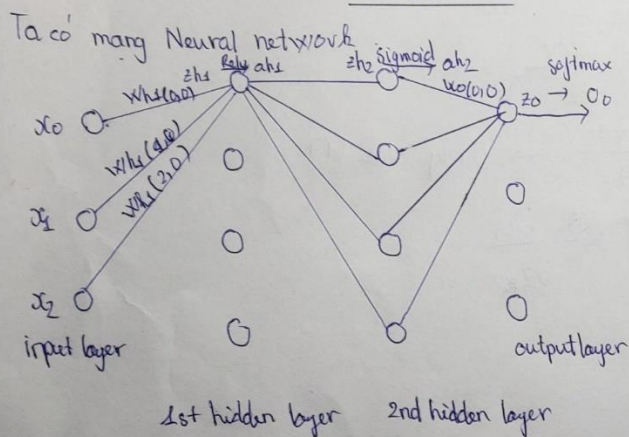 Ta có mạng Neural network
zh1 Relu ah1 zh2 sigmoid ah2
softmax
x0 wh1(0,0) wo(0,0) zo → O0
wh1(1,0)
wh1(2,0)
x1
x2
input layer
output layer
1st hidden layer 2nd hidden layer